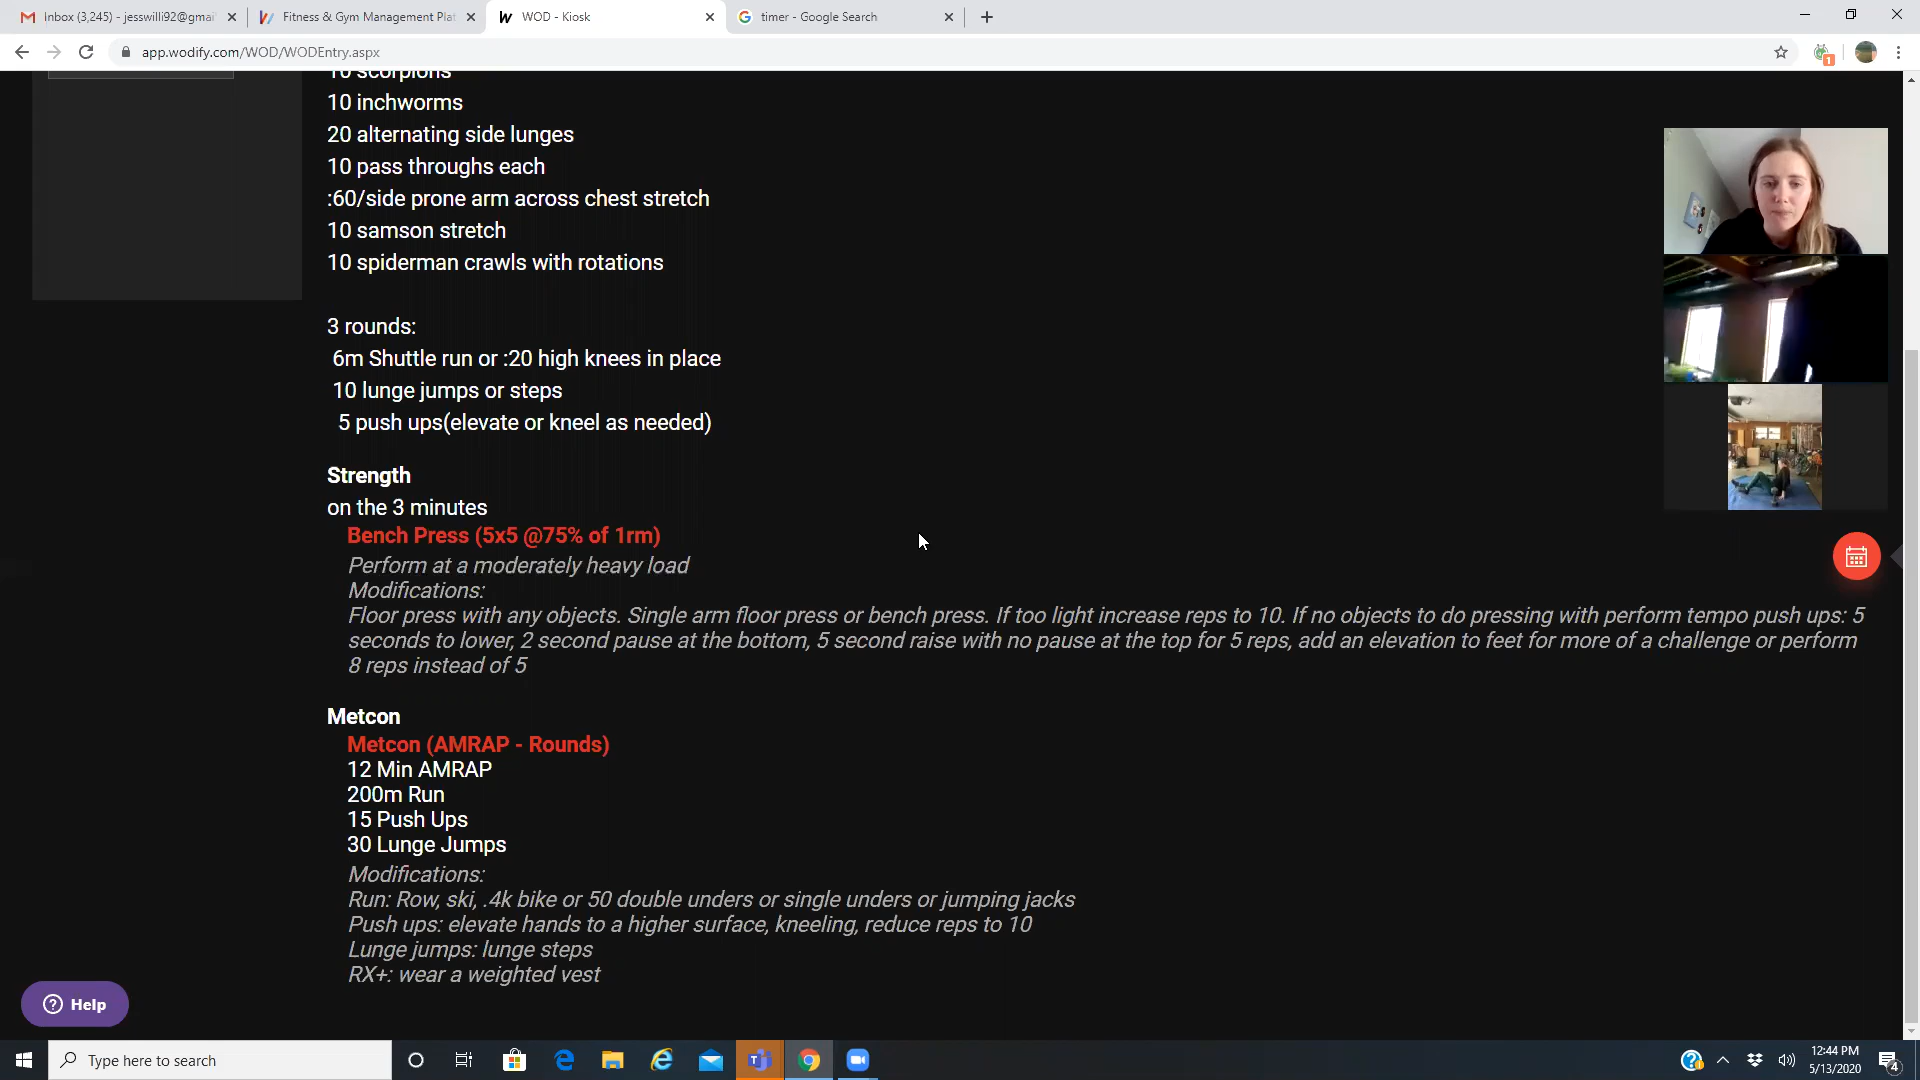 Inbox (3,245) - jesswilli92@gmai
Fitness & Gym Management Plat
WOD - Kiosk
timer - Google Search
app.wodify.com/WOD/WODEntry.aspx
1
10 scorpions
10 inchworms
20 alternating side lunges
10 pass throughs each
:60/side prone arm across chest stretch
10 samson stretch
10 spiderman crawls with rotations
3 rounds:
6m Shuttle run or :20 high knees in place
10 lunge jumps or steps
5 push ups(elevate or kneel as needed)
Strength
on the 3 minutes
Bench Press (5x5 @75% of 1rm)
Perform at a moderately heavy load
Modifications:
Floor press with any objects. Single arm floor press or bench press. If too light increase reps to 10. If no objects to do pressing with perform tempo push ups: 5
seconds to lower, 2 second pause at the bottom, 5 second raise with no pause at the top for 5 reps, add an elevation to feet for more of a challenge or perform
8 reps instead of 5
Metcon
Metcon (AMRAP - Rounds)
12 Min AMRAP
200m Run
15 Push Ups
30 Lunge Jumps
Modifications:
Run: Row, ski, .4k bike or 50 double unders or single unders or jumping jacks
Push ups: elevate hands to a higher surface, kneeling, reduce reps to 10
Lunge jumps: lunge steps
RX+: wear a weighted vest
Help
Type here to search
12:44 PM
5/13/2020
4